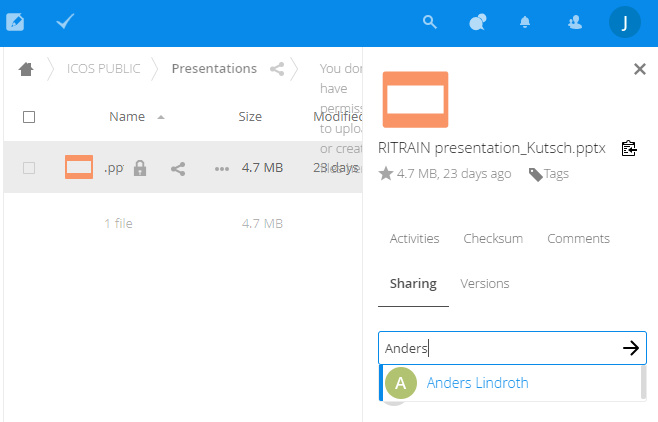 J
ICOS PUBLIC
Presentations
You don
have
permiss
to uploa
or creat
Name
Size
Modified
.pp
4.7 MB
23 days
1 file
4.7 MB
RITRAIN presentation_Kutsch.pptx
4.7 MB, 23 days ago
Tags
Activities
Checksum
Comments
Sharing
Versions
Anders
A
Anders Lindroth